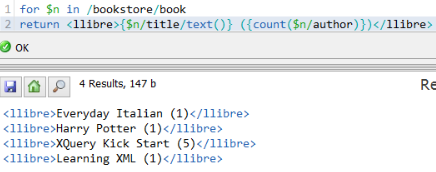 1 for $n in /bookstore/book
2 return <llibre>{$n/title/text()} ({count($n/author)})</llibre>
OK
4 Results, 147 b
Re
<llibre>Everyday Italian (1)</llibre>
<llibre>Harry Potter (1)</llibre>
<llibre>XQuery Kick Start (5)</llibre>
<llibre>Learning XML (1)</llibre>